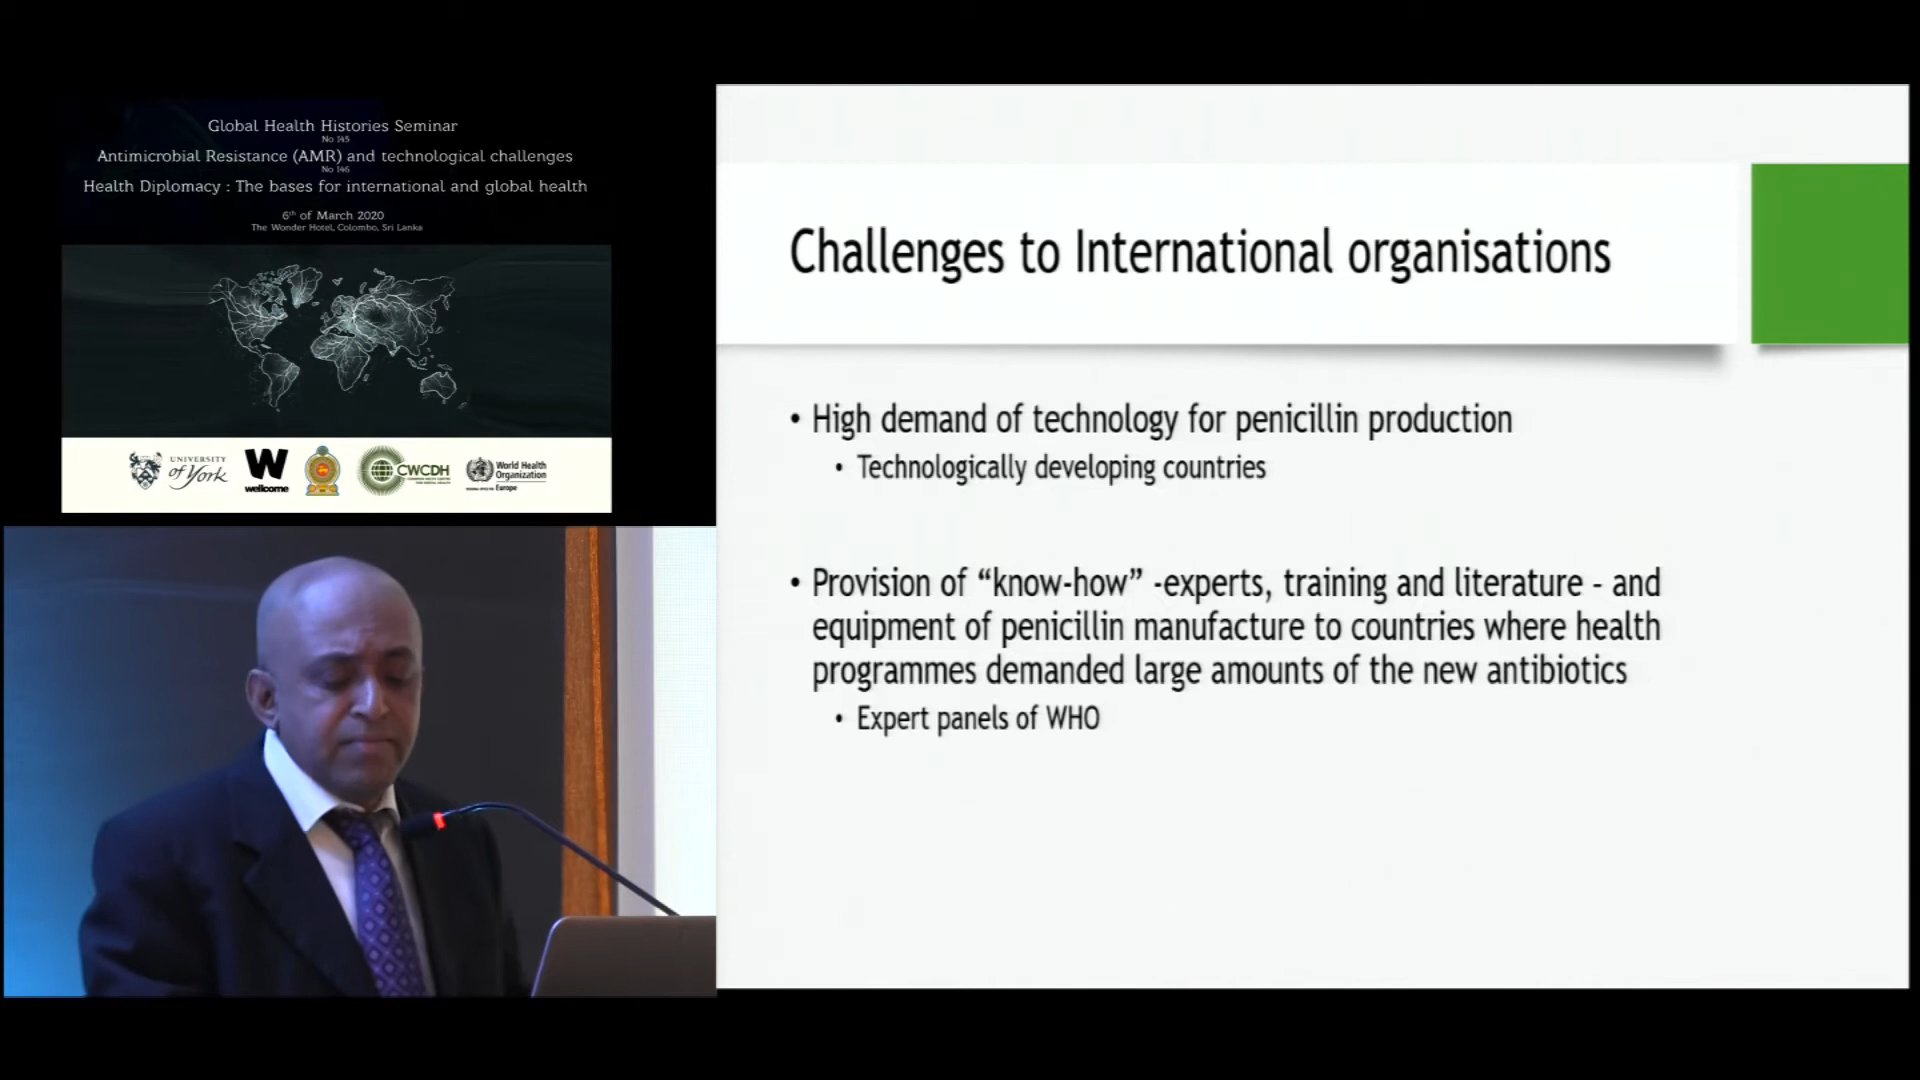 Global Health Histories Seminar
No 145
Antimicrobial Resistance (AMR) and technological challenges
No 146
Health Diplomacy : The bases for international and global health
6th of March 2020
The Wonder Hotel, Colombo, Sri Lanka
UNIVERSITY
of York
W
wellcome
CWCDH
World Health
Organization
Europe
Challenges to International organisations
• High demand of technology for penicillin production
• Technologically developing countries
• Provision of “know-how” -experts, training and literature - and
equipment of penicillin manufacture to countries where health
programmes demanded large amounts of the new antibiotics
• Expert panels of WHO